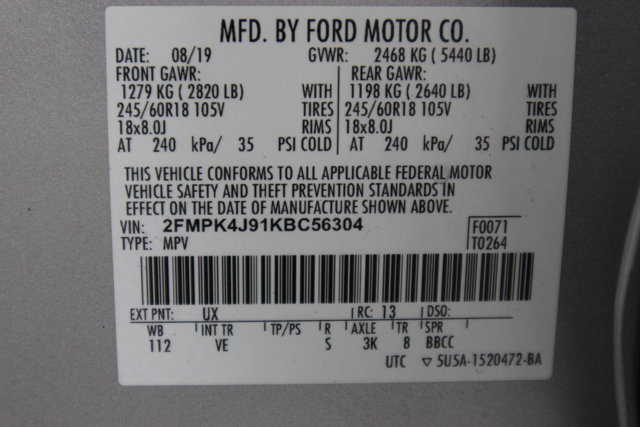 MFD. BY FORD MOTOR CO.
DATE: 08/19 GVWR: 2468 KG ( 5440 LB)
FRONT GAWR: REAR GAWR:
1279 KG ( 2820 LB) WITH 1198 KG ( 2640 LB) WITH
245/60R18 105V TIRES 245/60R18 105V TIRES
18x8.0J RIMS 18x8.0J RIMS
AT 240 kPa/ 35 PSI COLD AT 240 kPa/ 35 PSI COLD
THIS VEHICLE CONFORMS TO ALL APPLICABLE FEDERAL MOTOR
VEHICLE SAFETY AND THEFT PREVENTION STANDARDS IN
EFFECT ON THE DATE OF MANUFACTURE SHOWN ABOVE.
VIN: 2FMPK4J91KBC56304 F0071
TYPE: MPV T0264
EXT PNT: UX RC: 13 DSO:
WB INT TR TP/PS R AXLE TR SPR
112 VE S 3K 8 BBCC
UTC ▽ 5U5A-1520472-BA